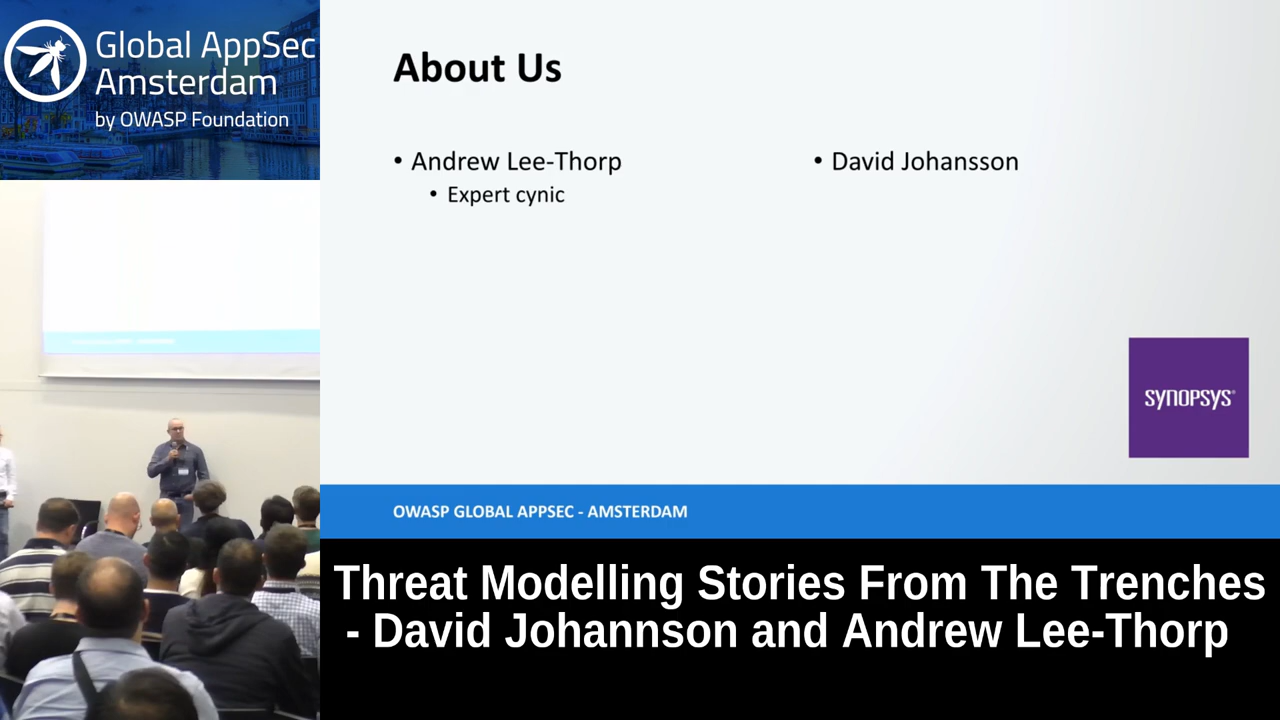 Global AppSec
Amsterdam
by OWASP Foundation
About Us
• Andrew Lee-Thorp
• Expert cynic
• David Johansson
SYNOPSYS®
OWASP GLOBAL APPSEC - AMSTERDAM
Threat Modelling Stories From The Trenches
- David Johannson and Andrew Lee-Thorp